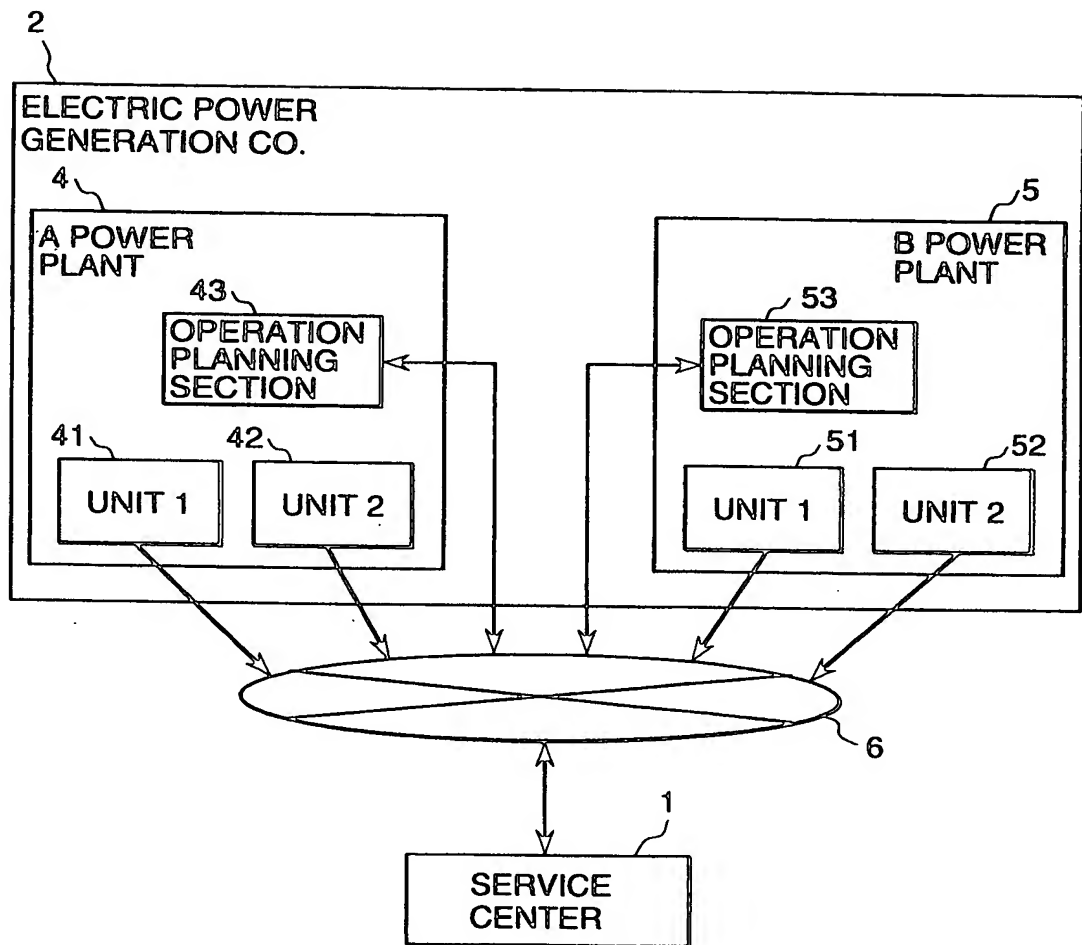 2
ELECTRIC POWER
GENERATION CO.
4
A POWER
PLANT
43
OPERATION
PLANNING
SECTION
41
UNIT 1
42
UNIT 2
5
B POWER
PLANT
53
OPERATION
PLANNING
SECTION
51
UNIT 1
52
UNIT 2
6
1
SERVICE
CENTER